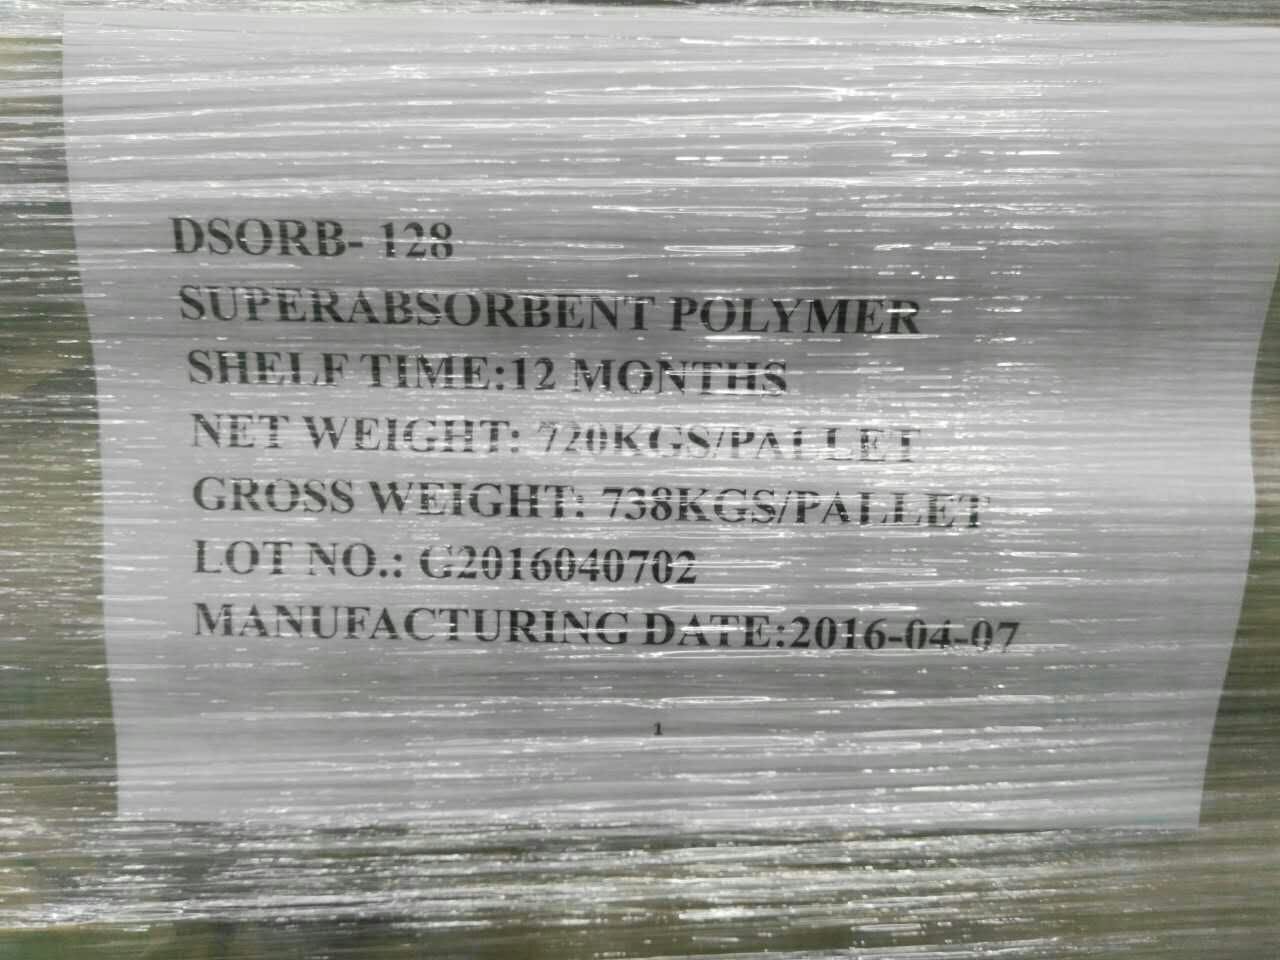 DSORB- 128
SUPERABSORBENT POLYMER
SHELF TIME:12 MONTHS
NET WEIGHT: 720KGS/PALLET
GROSS WEIGHT: 738KGS/PALLET
LOT NO.: G2016040702
MANUFACTURING DATE:2016-04-07
1